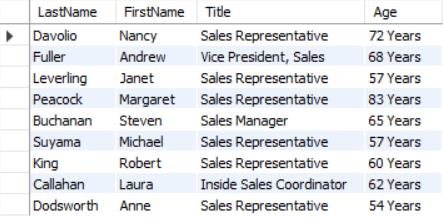 LastName FirstName Title Age
Davolio Nancy Sales Representative 72 Years
Fuller Andrew Vice President, Sales 68 Years
Leverling Janet Sales Representative 57 Years
Peacock Margaret Sales Representative 83 Years
Buchanan Steven Sales Manager 65 Years
Suyama Michael Sales Representative 57 Years
King Robert Sales Representative 60 Years
Callahan Laura Inside Sales Coordinator 62 Years
Dodsworth Anne Sales Representative 54 Years